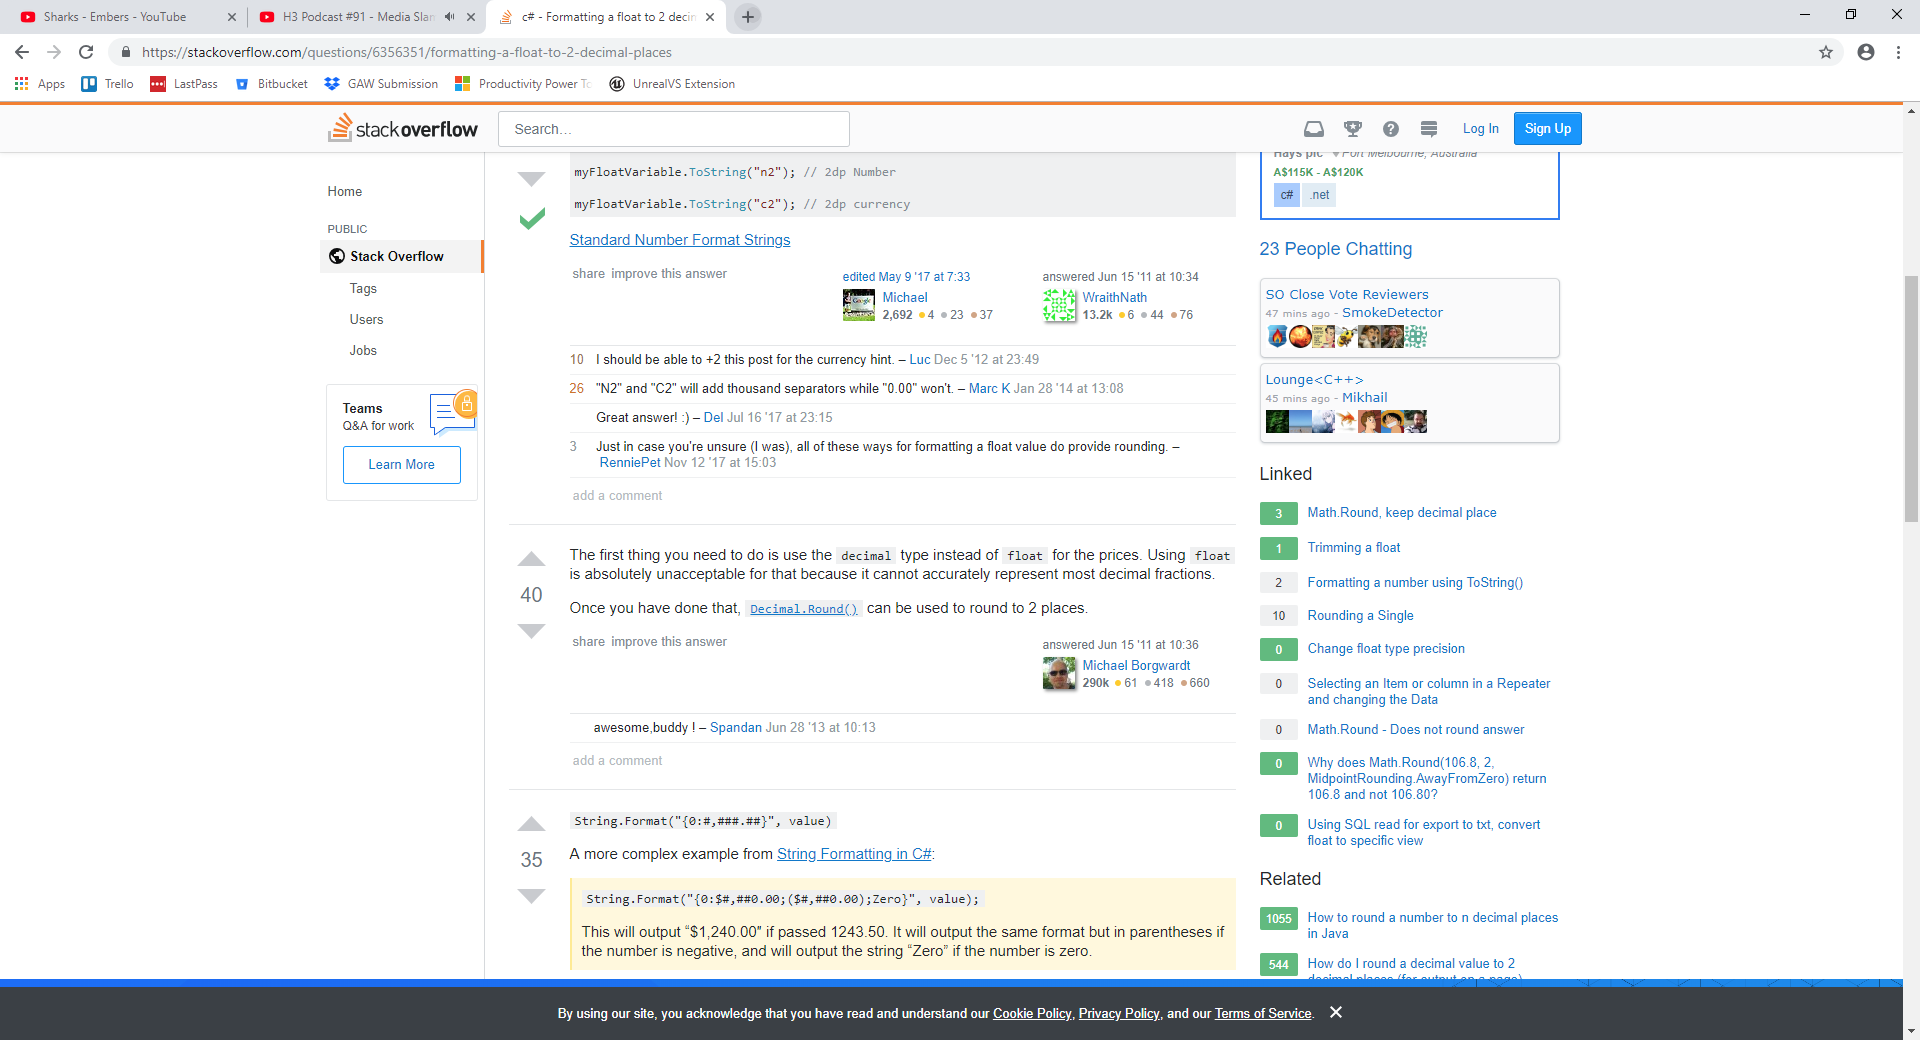 Sharks - Embers - YouTube
H3 Podcast #91 - Media Slan
c# - Formatting a float to 2 decim
https://stackoverflow.com/questions/6356351/formatting-a-float-to-2-decimal-places
Apps
Trello
LastPass
Bitbucket
GAW Submission
Productivity Power To
UnrealVS Extension
stackoverflow
Search...
Log In
Sign Up
Home
PUBLIC
Stack Overflow
Tags
Users
Jobs
Teams
Q&A for work
Learn More
myFloatVariable.ToString("n2"); // 2dp Number
myFloatVariable.ToString("c2"); // 2dp currency
Standard Number Format Strings
share improve this answer
edited May 9 '17 at 7:33
Michael
2,692 4 23 37
answered Jun 15 '11 at 10:34
WraithNath
13.2k 6 44 76
10 I should be able to +2 this post for the currency hint. – Luc Dec 5 '12 at 23:49
26 "N2" and "C2" will add thousand separators while "0.00" won't. – Marc K Jan 28 '14 at 13:08
Great answer! :) – Del Jul 16 '17 at 23:15
3 Just in case you're unsure (I was), all of these ways for formatting a float value do provide rounding. –
RenniePet Nov 12 '17 at 15:03
add a comment
40
The first thing you need to do is use the decimal type instead of float for the prices. Using float
is absolutely unacceptable for that because it cannot accurately represent most decimal fractions.
Once you have done that, Decimal.Round() can be used to round to 2 places.
share improve this answer
answered Jun 15 '11 at 10:36
Michael Borgwardt
290k 61 418 660
awesome,buddy ! – Spandan Jun 28 '13 at 10:13
add a comment
35
String.Format("{0:#,###.##}", value)
A more complex example from String Formatting in C#:
String.Format("{0:$#,##0.00;($#,##0.00);Zero}", value);
This will output “$1,240.00″ if passed 1243.50. It will output the same format but in parentheses if
the number is negative, and will output the string “Zero” if the number is zero.
Hays plc Port Melbourne, Australia
A$115K - A$120K
c# .net
23 People Chatting
SO Close Vote Reviewers
47 mins ago - SmokeDetector
Lounge<C++>
45 mins ago - Mikhail
Linked
3 Math.Round, keep decimal place
1 Trimming a float
2 Formatting a number using ToString()
10 Rounding a Single
0 Change float type precision
0 Selecting an Item or column in a Repeater
and changing the Data
0 Math.Round - Does not round answer
0 Why does Math.Round(106.8, 2,
MidpointRounding.AwayFromZero) return
106.8 and not 106.80?
0 Using SQL read for export to txt, convert
float to specific view
Related
1055 How to round a number to n decimal places
in Java
544 How do I round a decimal value to 2
decimal places (for output on a page)
By using our site, you acknowledge that you have read and understand our Cookie Policy, Privacy Policy, and our Terms of Service.